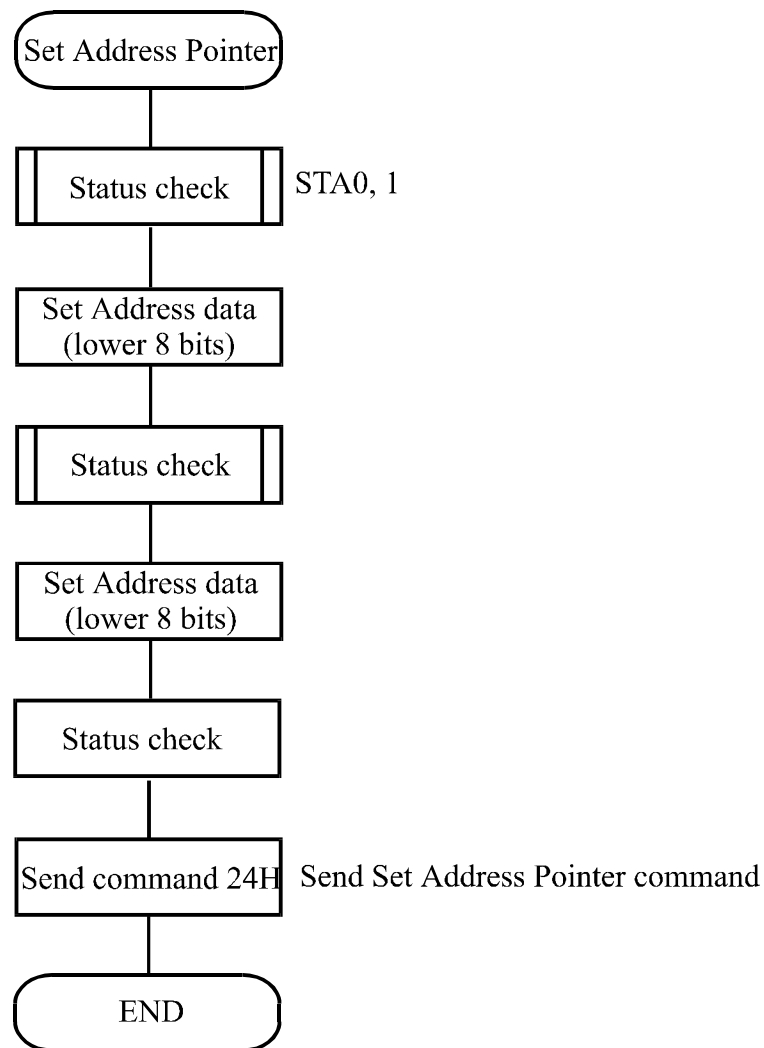 Set Address Pointer
Status check
STA0, 1
Set Address data
(lower 8 bits)
Status check
Set Address data
(lower 8 bits)
Status check
Send command 24H
Send Set Address Pointer command
END